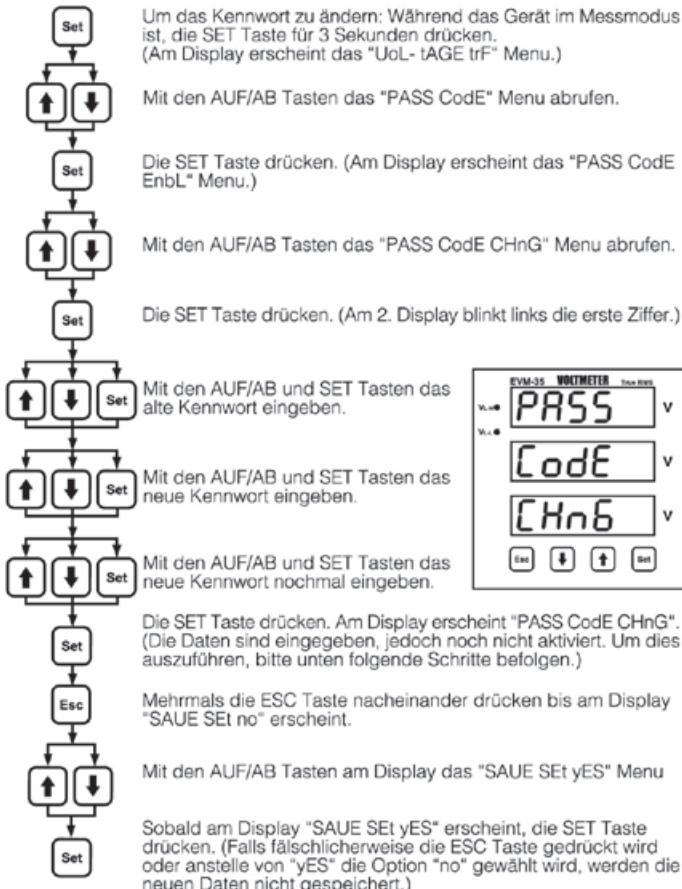 Set
Um das Kennwort zu ändern: Während das Gerät im Messmodus
ist, die SET Taste für 3 Sekunden drücken.
(Am Display erscheint das "UoL- tAGE trF" Menu.)
Mit den AUF/AB Tasten das "PASS CodE" Menu abrufen.
Set
Die SET Taste drücken. (Am Display erscheint das "PASS CodE
EnbL" Menu.)
Mit den AUF/AB Tasten das "PASS CodE CHnG" Menu abrufen.
Set
Die SET Taste drücken. (Am 2. Display blinkt links die erste Ziffer.)
Set
Mit den AUF/AB und SET Tasten das
alte Kennwort eingeben.
Set
Mit den AUF/AB und SET Tasten das
neue Kennwort eingeben.
Set
Mit den AUF/AB und SET Tasten das
neue Kennwort nochmal eingeben.
EVM-35 VOLTMETER True RMS
VL-N
PASS V
VL-L
CodE V
CHnG V
Esc Set
Set
Die SET Taste drücken. Am Display erscheint "PASS CodE CHnG".
(Die Daten sind eingegeben, jedoch noch nicht aktiviert. Um dies
auszuführen, bitte unten folgende Schritte befolgen.)
Esc
Mehrmals die ESC Taste nacheinander drücken bis am Display
"SAUE SEt no" erscheint.
Mit den AUF/AB Tasten am Display das "SAUE SEt yES" Menu
Set
Sobald am Display "SAUE SEt yES" erscheint, die SET Taste
drücken. (Falls fälschlicherweise die ESC Taste gedrückt wird
oder anstelle von "yES" die Option "no" gewählt wird, werden die
neuen Daten nicht gespeichert.)